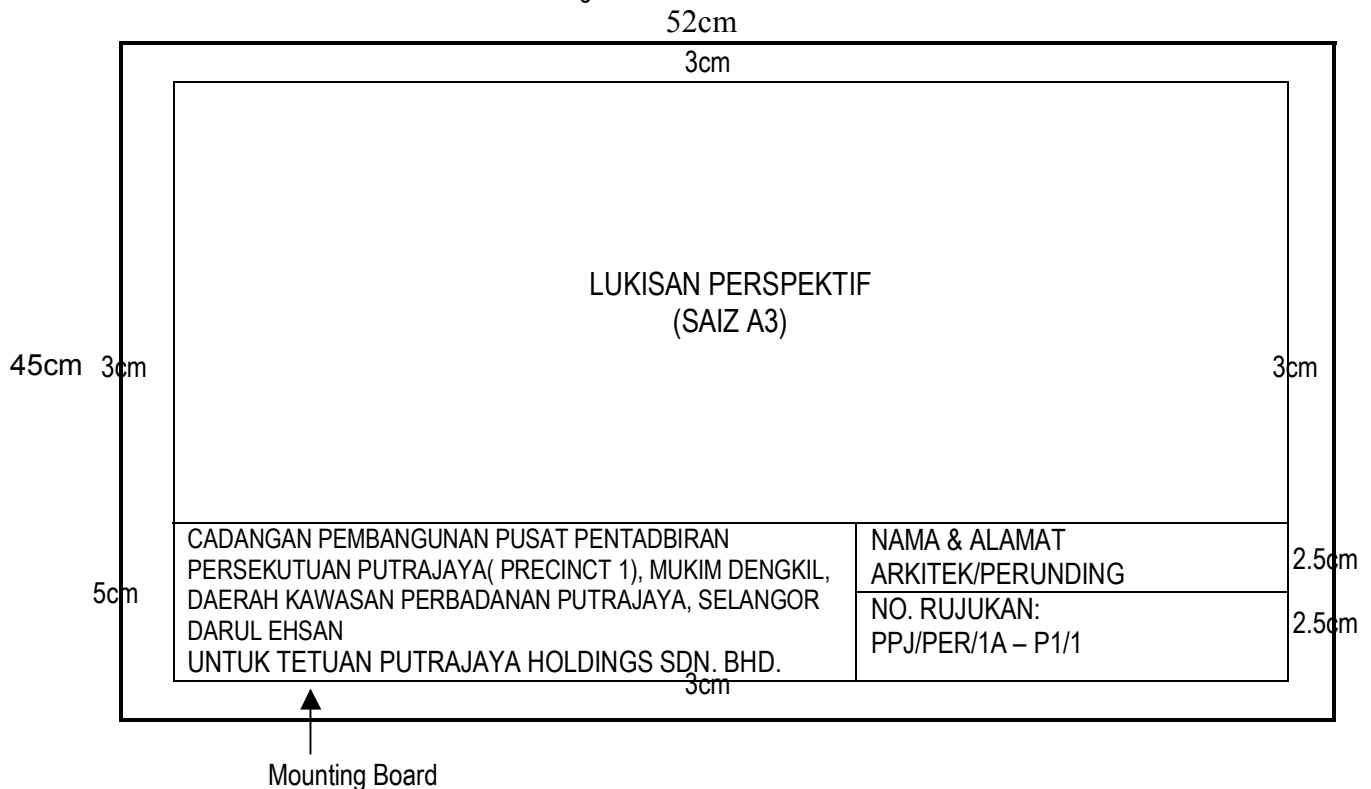 52cm
3cm
LUKISAN PERSPEKTIF
(SAIZ A3)
45cm 3cm 3cm
CADANGAN PEMBANGUNAN PUSAT PENTADBIRAN
PERSEKUTUAN PUTRAJAYA( PRECINCT 1), MUKIM DENGKIL,
DAERAH KAWASAN PERBADANAN PUTRAJAYA, SELANGOR
DARUL EHSAN
UNTUK TETUAN PUTRAJAYA HOLDINGS SDN. BHD.
5cm
NAMA & ALAMAT
ARKITEK/PERUNDING
2.5cm
NO. RUJUKAN:
PPJ/PER/1A – P1/1
2.5cm
3cm
Mounting Board